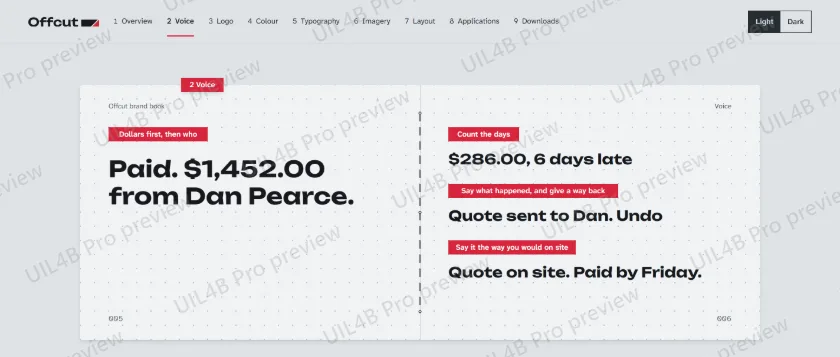 Offcut
1 Overview
2 Voice
3 Logo
4 Colour
5 Typography
6 Imagery
7 Layout
8 Applications
9 Downloads
Light
Dark
2 Voice
Offcut brand book
Voice
Dollars first, then who
Paid. $1,452.00
from Dan Pearce.
Count the days
$286.00, 6 days late
Say what happened, and give a way back
Quote sent to Dan. Undo
Say it the way you would on site
Quote on site. Paid by Friday.
005
006
UIL4B Pro preview